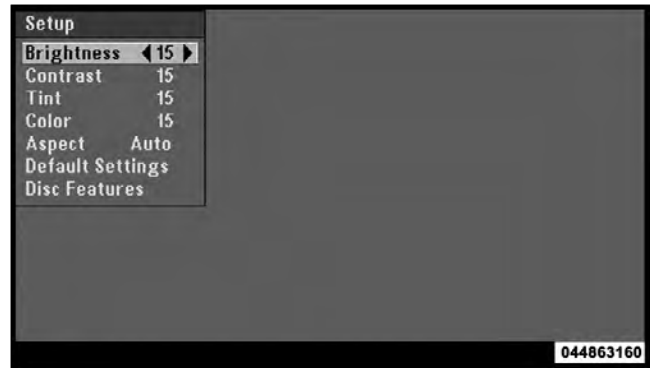 Setup
Brightness ◀ 15 ▶
Contrast 15
Tint 15
Color 15
Aspect Auto
Default Settings
Disc Features
044863160